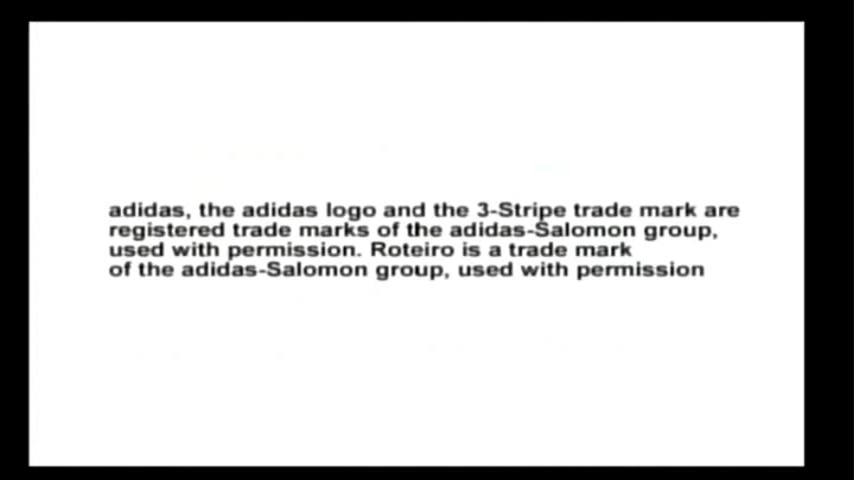 adidas, the adidas logo and the 3-Stripe trade mark are
registered trade marks of the adidas-Salomon group,
used with permission. Roteiro is a trade mark
of the adidas-Salomon group, used with permission